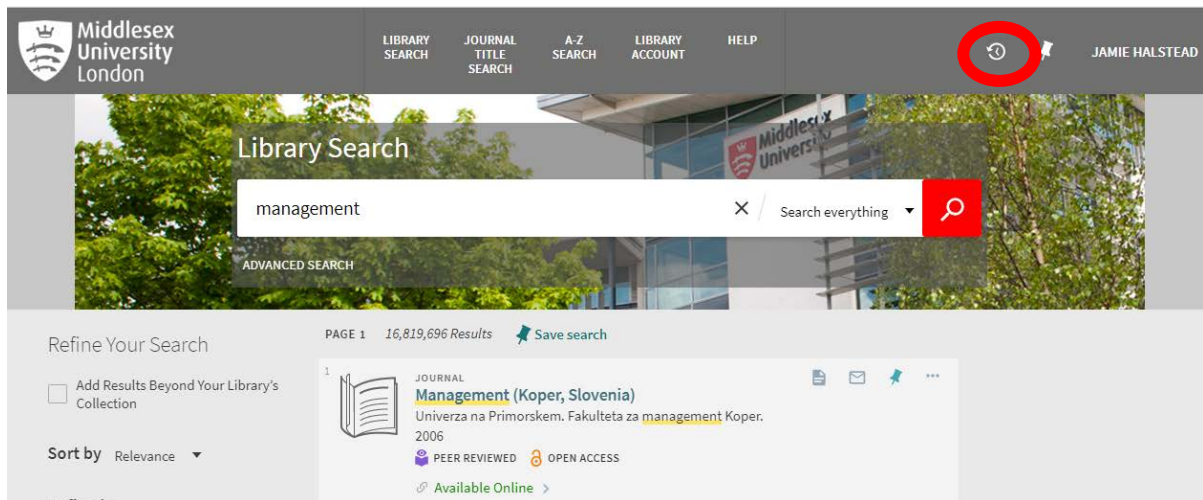 Middlesex
University
London
LIBRARY
SEARCH
JOURNAL
TITLE
SEARCH
A-Z
SEARCH
LIBRARY
ACCOUNT
HELP
JAMIE HALSTEAD
Middlesex
Library Search
management
Search everything
ADVANCED SEARCH
Refine Your Search
Add Results Beyond Your Library's
Collection
Sort by Relevance
PAGE 1 16,819,696 Results Save search
1
JOURNAL
Management (Koper, Slovenia)
Univerza na Primorskem. Fakulteta za management Koper.
2006
PEER REVIEWED OPEN ACCESS
Available Online